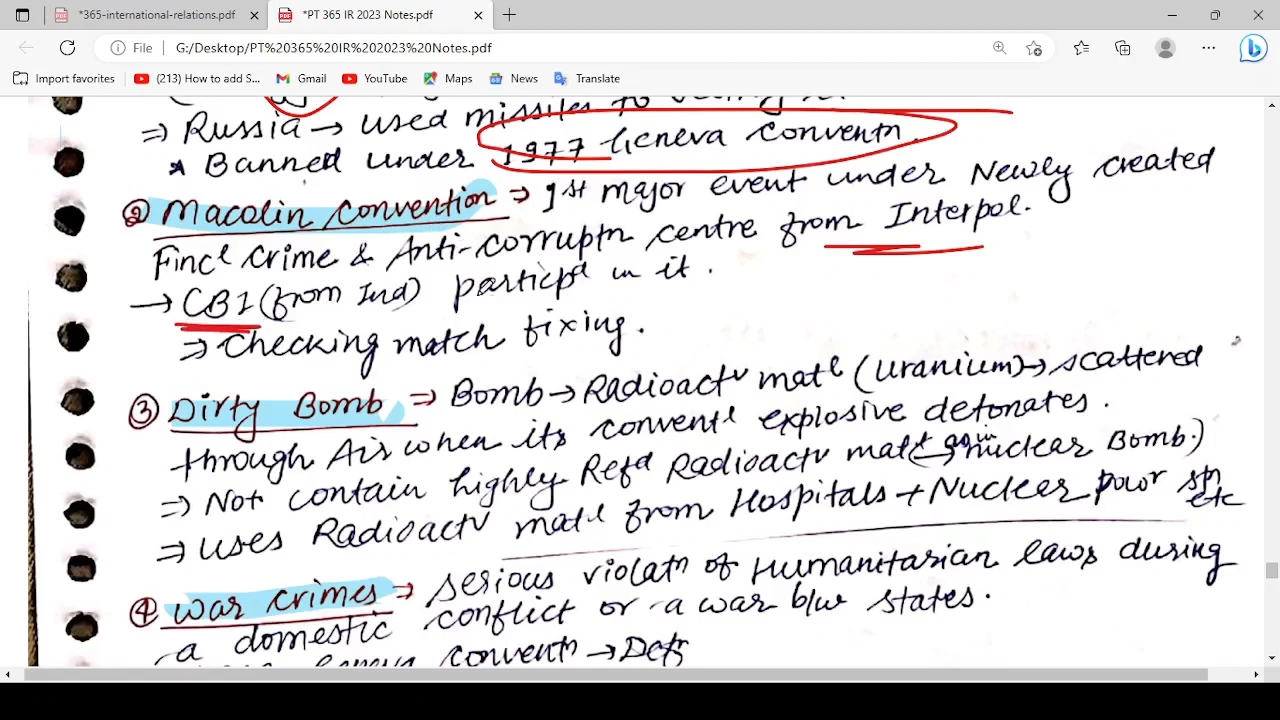 *365-international-relations.pdf
*PT 365 IR 2023 Notes.pdf
File G:/Desktop/PT%20365%20IR%202023%20Notes.pdf
Import favorites (213) How to add S... Gmail YouTube Maps News Translate
⇒ Russia → used missiles to
* Banned under 1977 Geneva Conventn
② Macolin Convention ⇒ 1st major event under Newly created
Fincl crime & Anti-corruptn centre from Interpol.
→ CBI (from Ind) particptd in it.
⇒ Checking match fixing.
③ Dirty Bomb ⇒ Bomb → Radioactv matl (uranium) → scattered
through Air when its conventl explosive detonates.
⇒ Not contain highly Refd Radioactv matl (as in nuclear Bomb.)
⇒ Uses Radioactv matl from Hospitals + Nuclear powr stn etc
④ War crimes ⇒ serious violatn of Humanitarian laws during
a domestic conflict or a war b/w states.
Geneva conventn → Defs